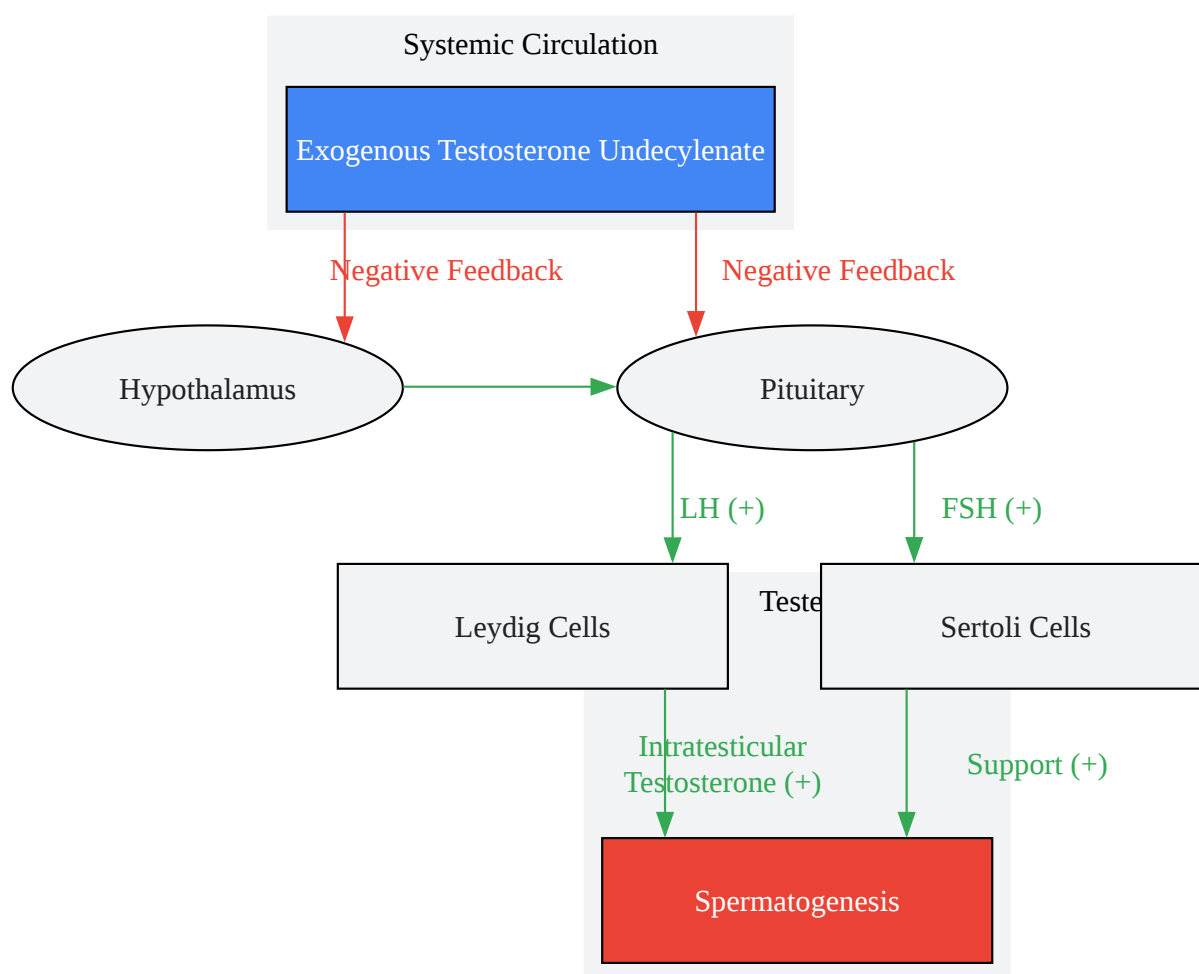 Systemic Circulation
Exogenous Testosterone Undecylenate
Negative Feedback
Negative Feedback
Hypothalamus
Pituitary
LH (+)
FSH (+)
Teste
Leydig Cells
Sertoli Cells
Intratesticular
Testosterone (+)
Support (+)
Spermatogenesis